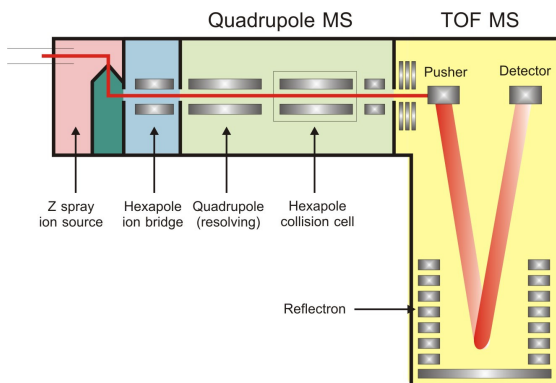 Quadrupole MS
TOF MS
Pusher
Detector
Z spray
ion source
Hexapole
ion bridge
Quadrupole
(resolving)
Hexapole
collision cell
Reflectron